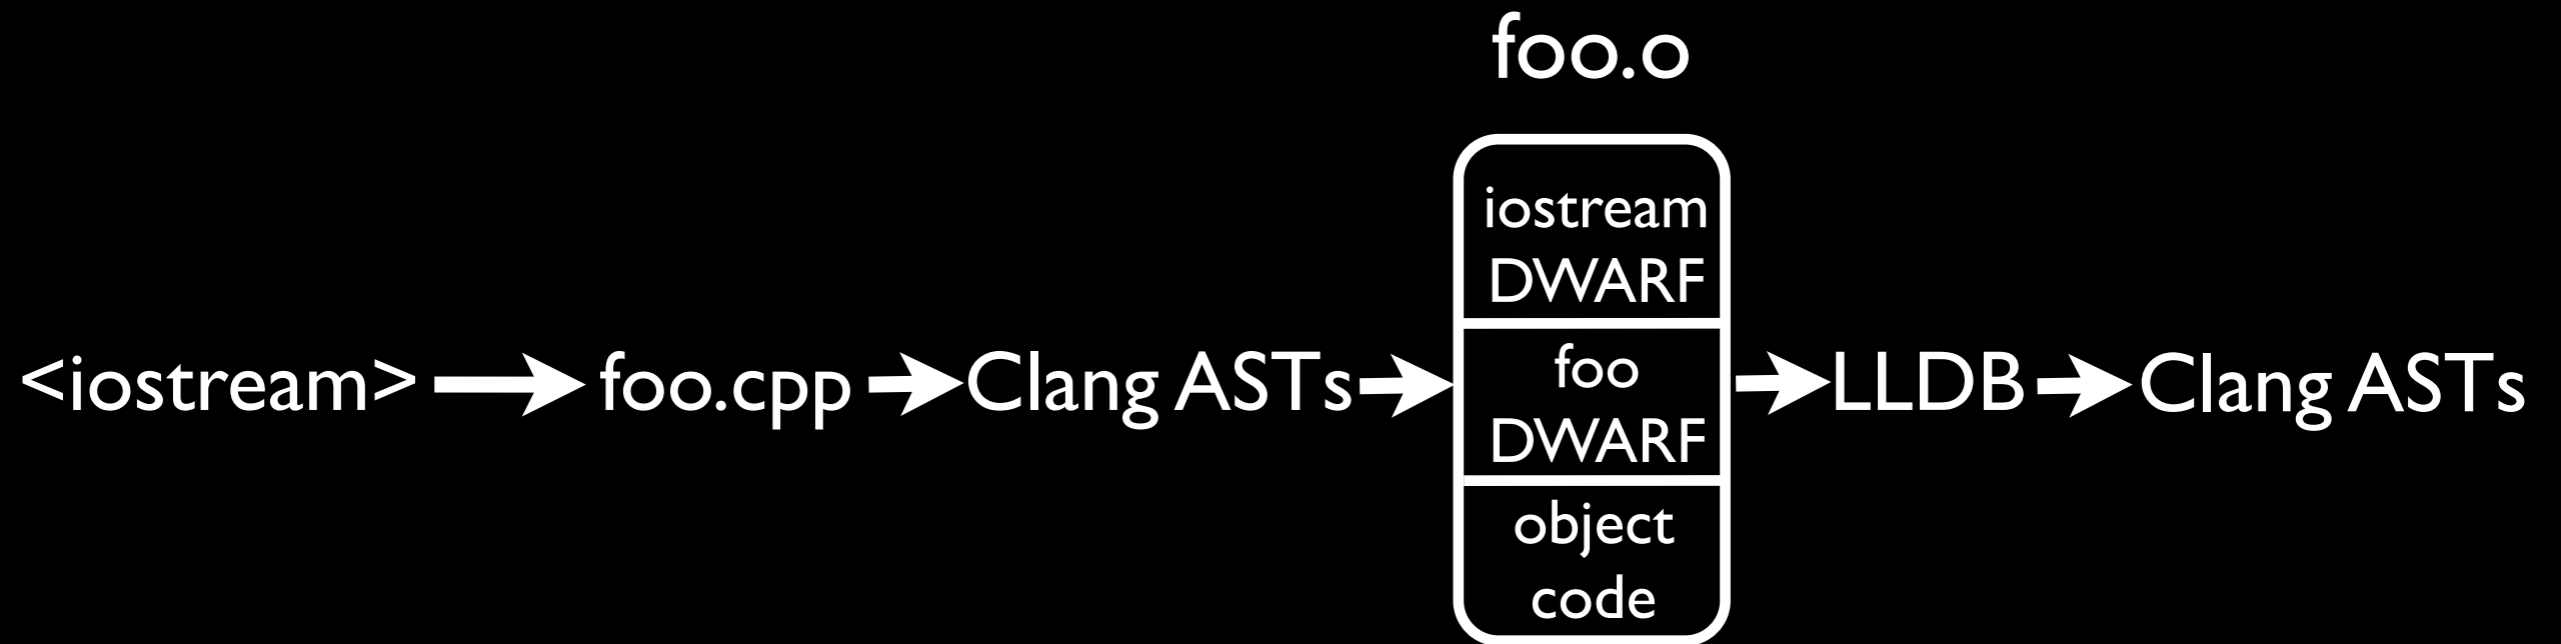 foo.o
iostream
DWARF
<iostream> foo.cpp Clang ASTs foo LLDB Clang ASTs
DWARF
object
code